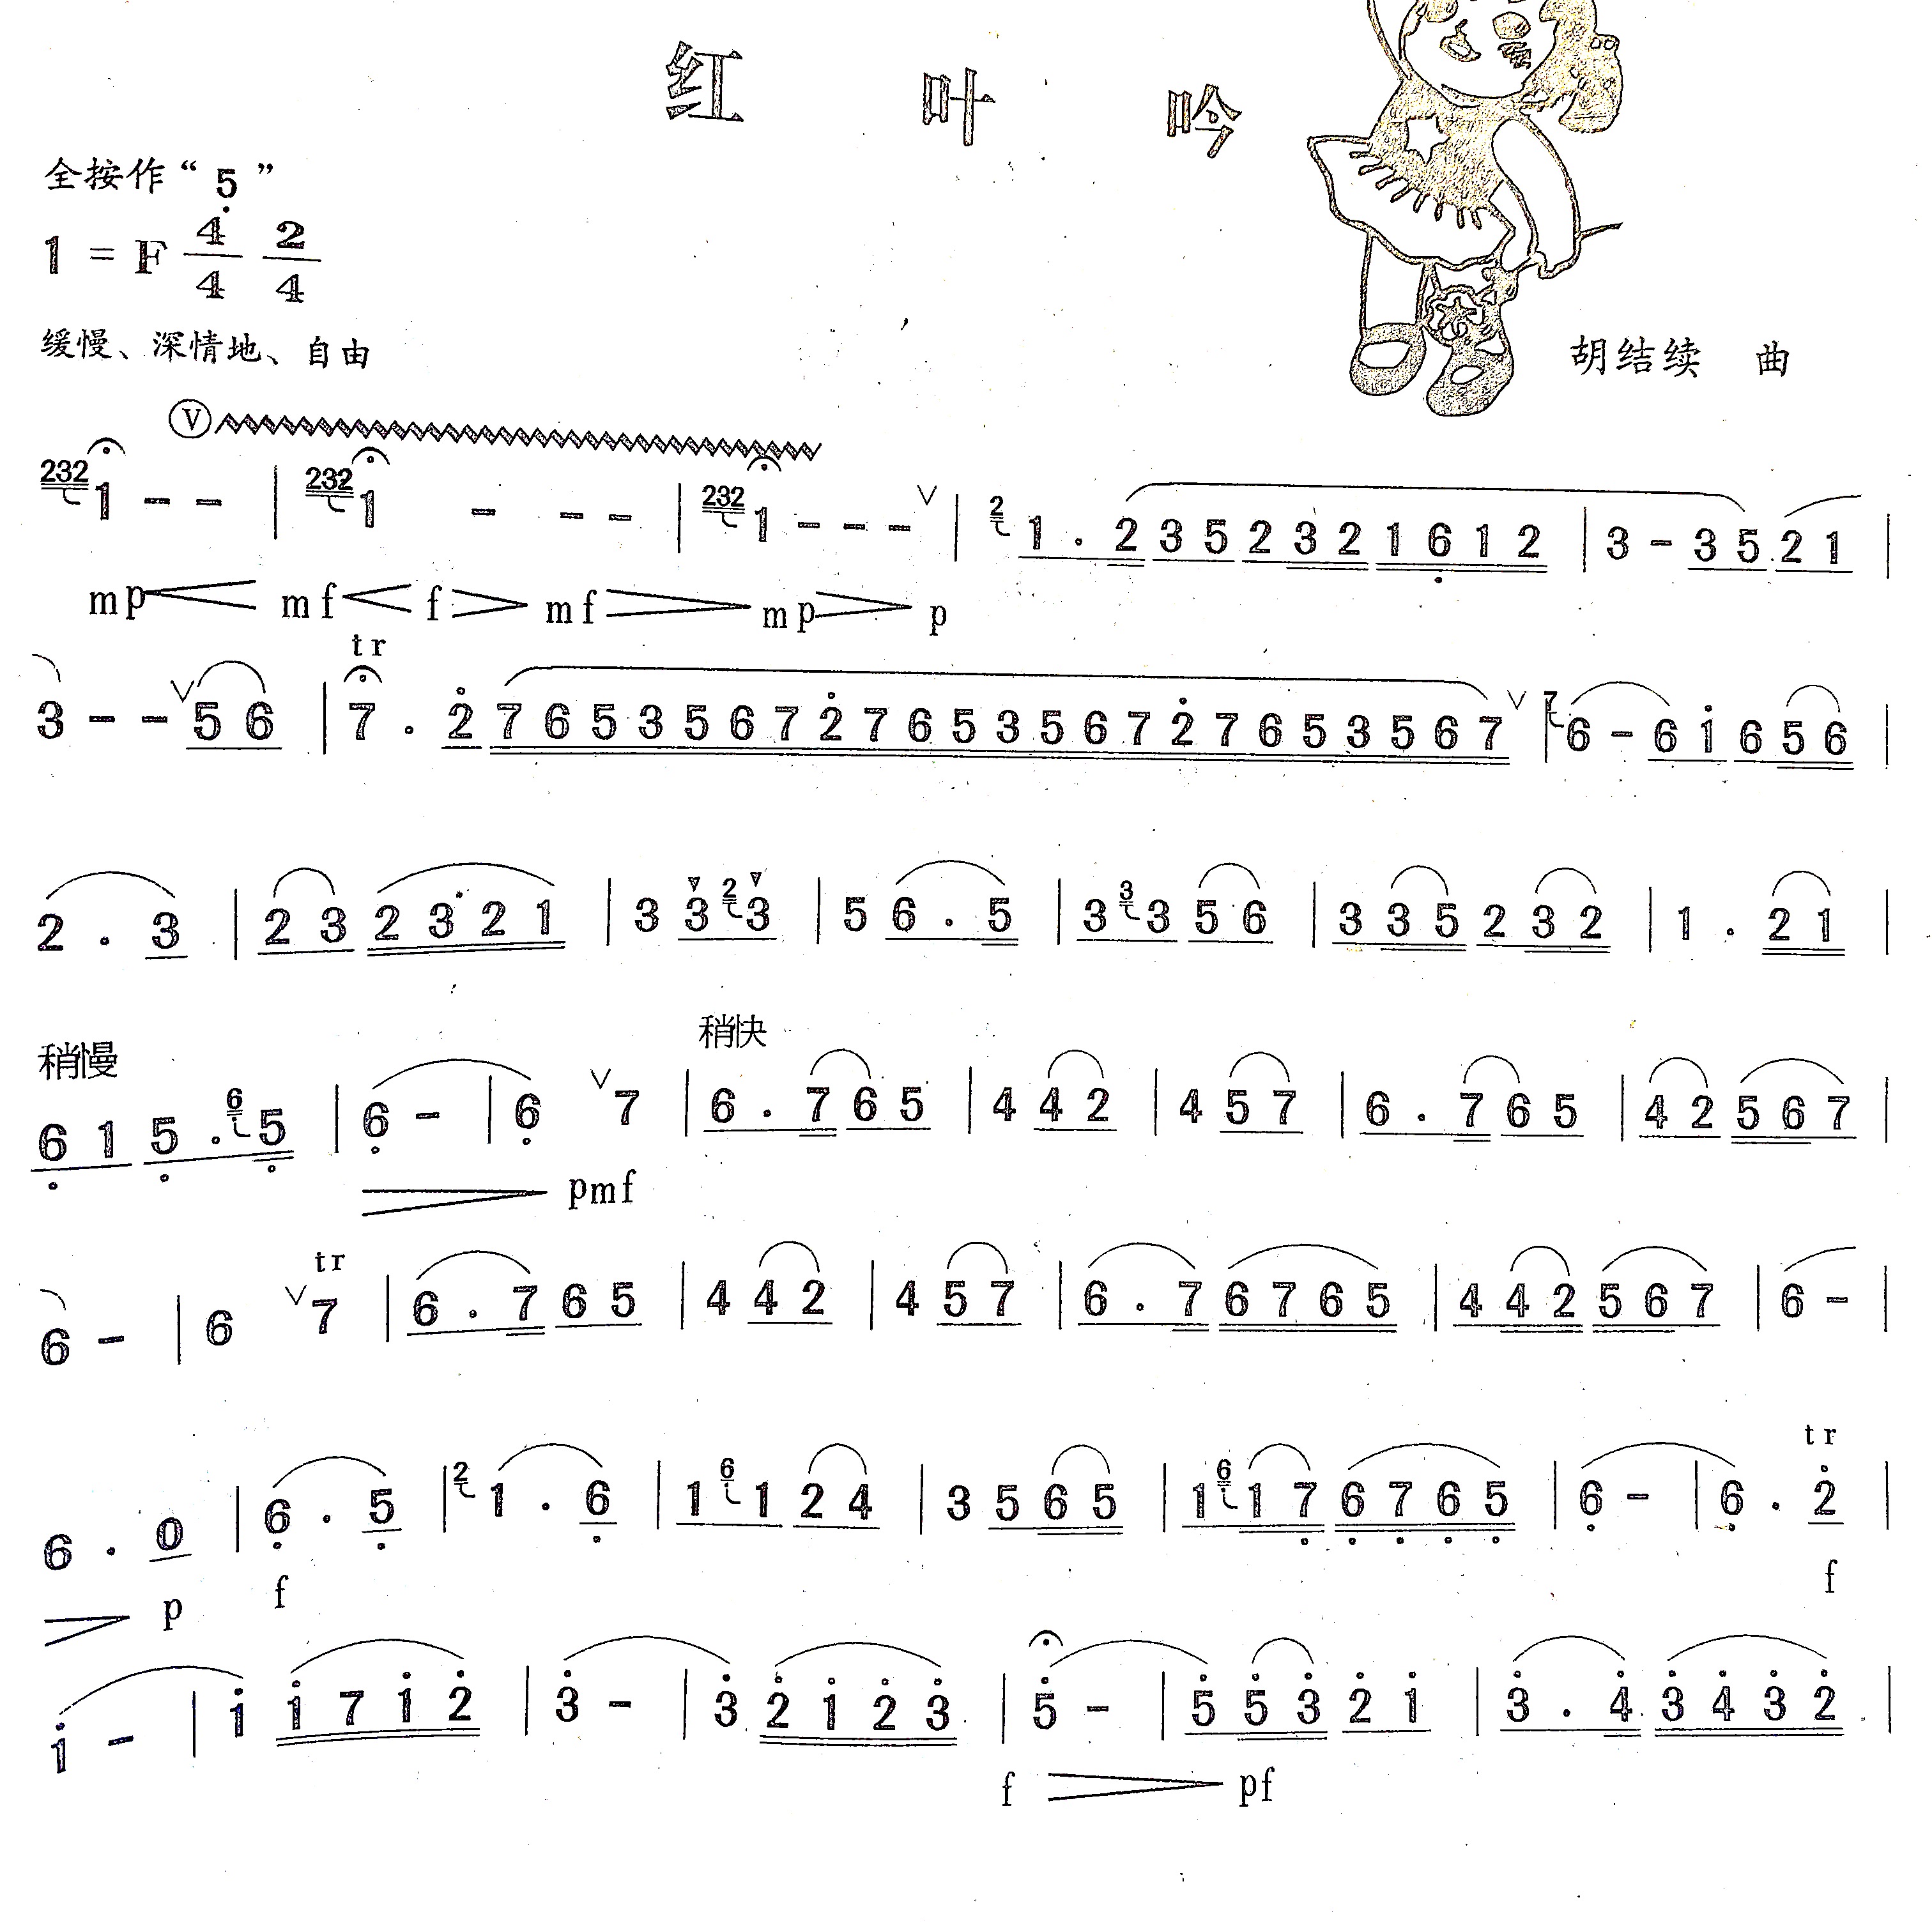 红叶吟
全按作“5̣”
1 = F 4/4 2/4
缓慢、深情地、自由
胡结续 曲
V
232 1 - - | 232 1 - - - | 232 1 - - - V | 2 1 . 2 3 5 2 3 2 1 6̣ 1 2 | 3 - 3 5 2 1 |
mp mf f mf mp p
tr
3 - - V 5 6 | 7 . 2̇ 7 6 5 3 5 6 7 2̇ 7 6 5 3 5 6 7 2̇ 7 6 5 3 5 6 7 V | 7 6 - 6 1̇ 6 5 6 |
2 . 3 | 2 3 2 3 2 1 | 3 3 2 3 | 5 6 . 5 | 3 3 3 5 6 | 3 3 5 2 3 2 | 1 . 2 1 |
稍慢 稍快
6̣ 1 5̣ . 6̣ 5̣ | 6̣ - | 6̣ V 7 | 6 . 7 6 5 | 4 4 2 | 4 5 7 | 6 . 7 6 5 | 4 2 5 6 7 |
pmf
tr
6 - | 6 V 7 | 6 . 7 6 5 | 4 4 2 | 4 5 7 | 6 . 7 6 7 6 5 | 4 4 2 5 6 7 | 6 - |
tr
6 . 0 | 6̣ . 5̣ | 2 1 . 6̣ | 1 6̣ 1 2 4 | 3 5 6 5 | 1 6̣ 1 7̣ 6̣ 7̣ 6̣ 5̣ | 6̣ - | 6̣ . 2̇ |
p f f
1̇ - | 1̇ 1̇ 7 1̇ 2̇ | 3̇ - | 3̇ 2̇ 1̇ 2̇ 3̇ | 5̇ - | 5̇ 5̇ 3̇ 2̇ 1̇ | 3̇ . 4̇ 3̇ 4̇ 3̇ 2̇ |
f pf